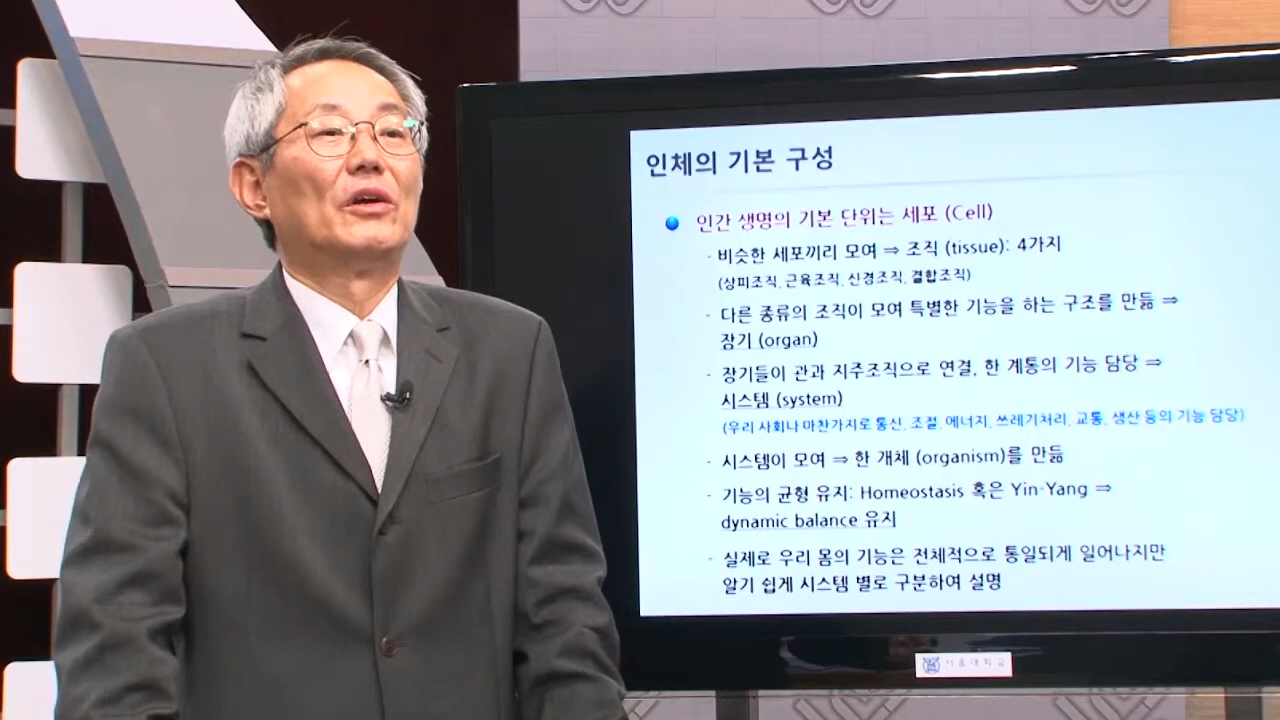 인체의 기본 구성
인간 생명의 기본 단위는 세포 (Cell)
- 비슷한 세포끼리 모여 ⇒ 조직 (tissue): 4가지
(상피조직, 근육조직, 신경조직, 결합조직)
- 다른 종류의 조직이 모여 특별한 기능을 하는 구조를 만듦 ⇒
장기 (organ)
- 장기들이 관과 지주조직으로 연결, 한 계통의 기능 담당 ⇒
시스템 (system)
(우리 사회나 마찬가지로 통신, 조절, 에너지, 쓰레기처리, 교통, 생산 등의 기능 담당)
- 시스템이 모여 ⇒ 한 개체 (organism)를 만듦
- 기능의 균형 유지: Homeostasis 혹은 Yin-Yang ⇒
dynamic balance 유지
- 실제로 우리 몸의 기능은 전체적으로 통일되게 일어나지만
알기 쉽게 시스템 별로 구분하여 설명
서울대학교